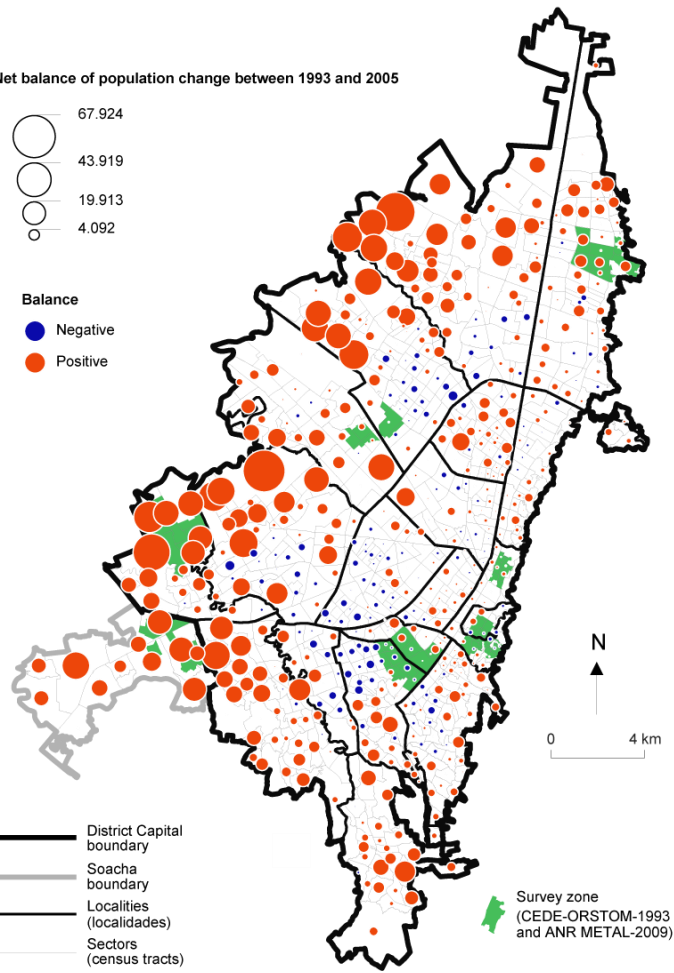 Net balance of population change between 1993 and 2005
67.924
43.919
19.913
4.092
Balance
Negative
Positive
N
0 4 km
District Capital
boundary
Soacha
boundary
Localities
(localidades)
Sectors
(census tracts)
Survey zone
(CEDE-ORSTOM-1993
and ANR METAL-2009)